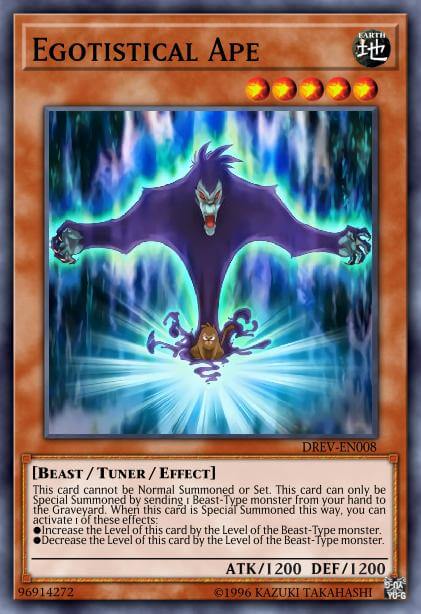 Egotistical Ape
EARTH
地
DREV-EN008
[Beast / Tuner / Effect]
This card cannot be Normal Summoned or Set. This card can only be
Special Summoned by sending 1 Beast-Type monster from your hand to
the Graveyard. When this card is Special Summoned this way, you can
activate 1 of these effects:
●Increase the Level of this card by the Level of the Beast-Type monster.
●Decrease the Level of this card by the Level of the Beast-Type monster.
ATK/1200 DEF/1200
96914272
©1996 KAZUKI TAKAHASHI